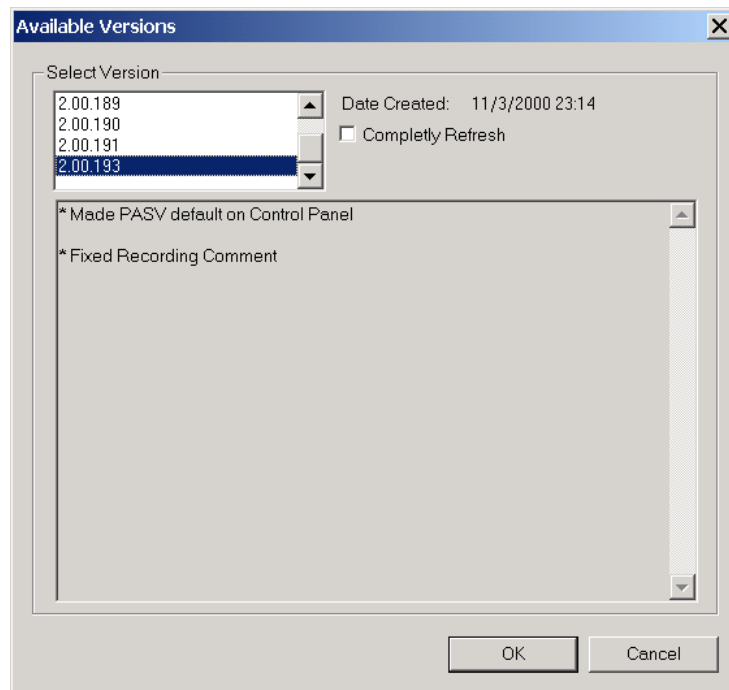 Available Versions
Select Version
2.00.189
2.00.190
2.00.191
2.00.193
Date Created: 11/3/2000 23:14
Completly Refresh
* Made PASV default on Control Panel
* Fixed Recording Comment
OK
Cancel